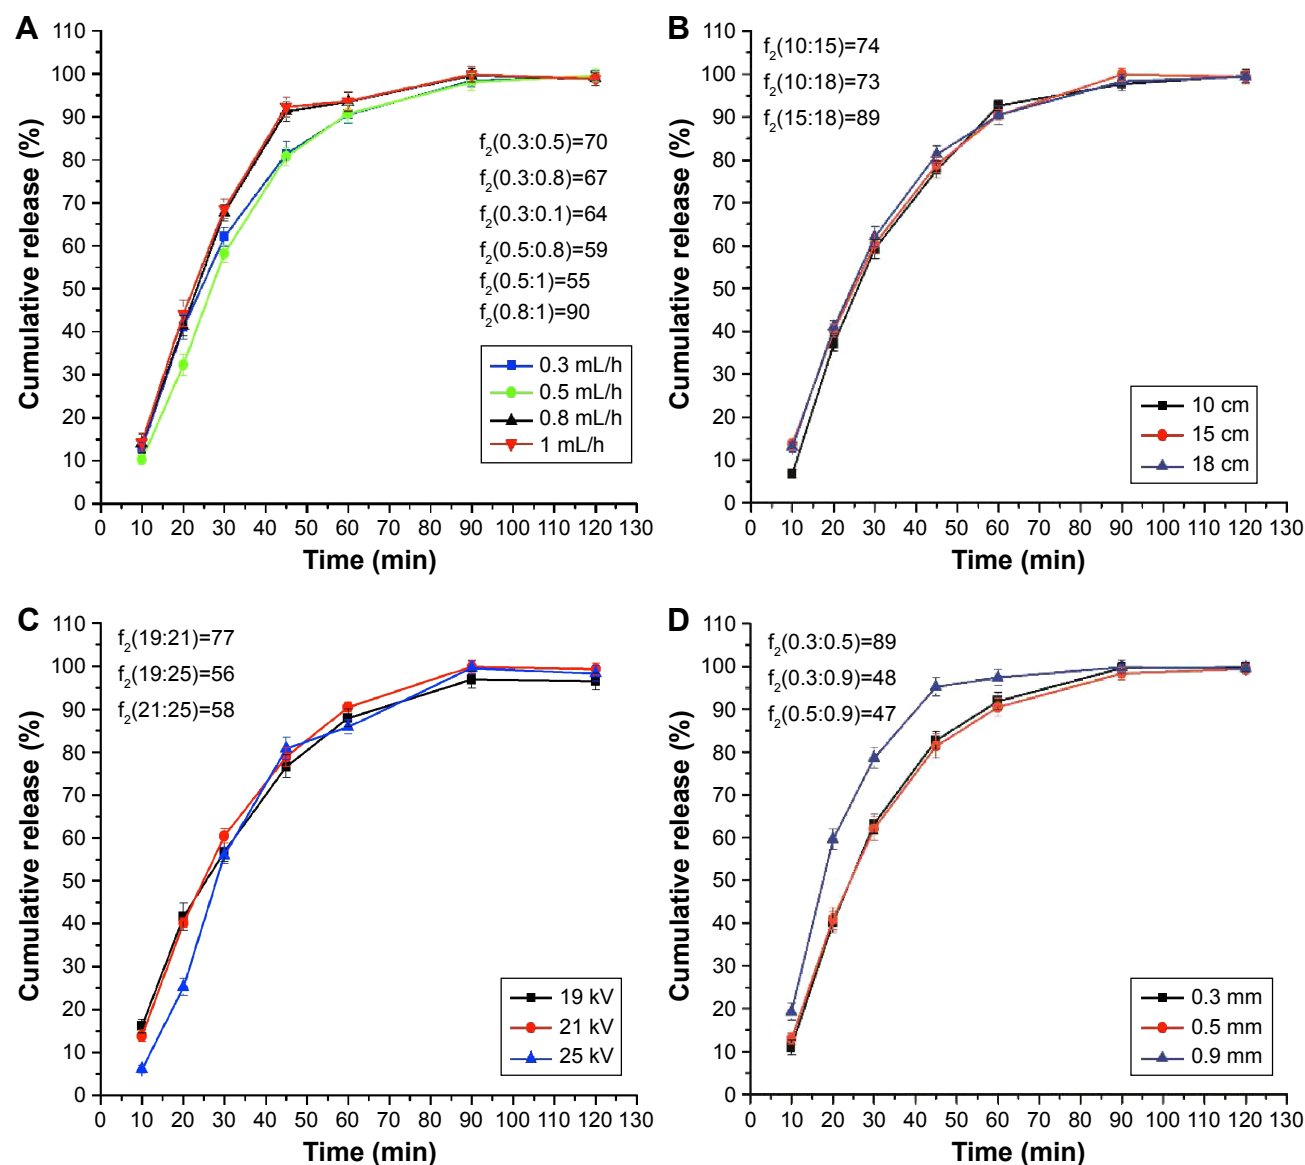 A
Cumulative release (%)
110
100
90
80
70
60
50
40
30
20
10
0
f₂(0.3:0.5)=70
f₂(0.3:0.8)=67
f₂(0.3:0.1)=64
f₂(0.5:0.8)=59
f₂(0.5:1)=55
f₂(0.8:1)=90
0.3 mL/h
0.5 mL/h
0.8 mL/h
1 mL/h
0 10 20 30 40 50 60 70 80 90 100 110 120 130
Time (min)
B
Cumulative release (%)
110
100
90
80
70
60
50
40
30
20
10
0
f₂(10:15)=74
f₂(10:18)=73
f₂(15:18)=89
10 cm
15 cm
18 cm
0 10 20 30 40 50 60 70 80 90 100 110 120 130
Time (min)
C
Cumulative release (%)
110
100
90
80
70
60
50
40
30
20
10
0
f₂(19:21)=77
f₂(19:25)=56
f₂(21:25)=58
19 kV
21 kV
25 kV
0 10 20 30 40 50 60 70 80 90 100 110 120 130
Time (min)
D
Cumulative release (%)
110
100
90
80
70
60
50
40
30
20
10
0
f₂(0.3:0.5)=89
f₂(0.3:0.9)=48
f₂(0.5:0.9)=47
0.3 mm
0.5 mm
0.9 mm
0 10 20 30 40 50 60 70 80 90 100 110 120 130
Time (min)